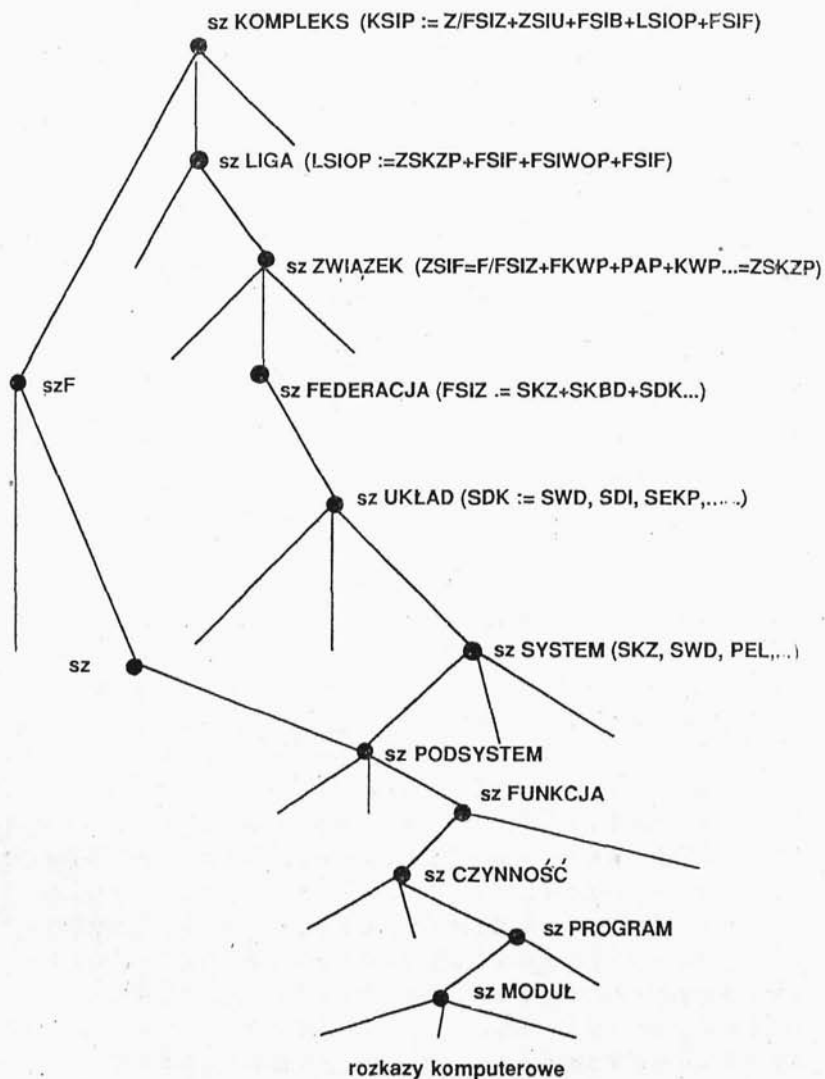 sz KOMPLEKS (KSIP := Z/FSIZ+ZSIU+FSIB+LSIOP+FSIF)
sz LIGA (LSIOP :=ZSKZP+FSIF+FSIWOP+FSIF)
sz ZWIĄZEK (ZSIF=F/FSIZ+FKWP+PAP+KWP...=ZSKZP)
szF
sz FEDERACJA (FSIZ .= SKZ+SKBD+SDK...)
sz UKŁAD (SDK := SWD, SDI, SEKP,.....)
sz
sz SYSTEM (SKZ, SWD, PEL,...)
sz PODSYSTEM
sz FUNKCJA
sz CZYNNOŚĆ
sz PROGRAM
sz MODUŁ
rozkazy komputerowe